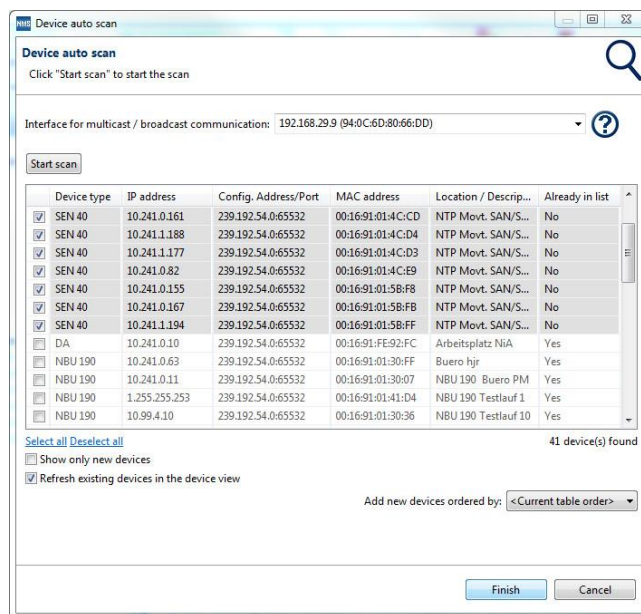 NMS Device auto scan
Device auto scan
Click "Start scan" to start the scan
Interface for multicast / broadcast communication: 192.168.29.9 (94:0C:6D:80:66:DD)
Start scan
Device type IP address Config. Address/Port MAC address Location / Descrip... Already in list
SEN 40 10.241.0.161 239.192.54.0:65532 00:16:91:01:4C:CD NTP Movt. SAN/S... No
SEN 40 10.241.1.188 239.192.54.0:65532 00:16:91:01:4C:D4 NTP Movt. SAN/S... No
SEN 40 10.241.1.177 239.192.54.0:65532 00:16:91:01:4C:D3 NTP Movt. SAN/S... No
SEN 40 10.241.0.82 239.192.54.0:65532 00:16:91:01:4C:E9 NTP Movt. SAN/S... No
SEN 40 10.241.0.155 239.192.54.0:65532 00:16:91:01:5B:F8 NTP Movt. SAN/S... No
SEN 40 10.241.0.167 239.192.54.0:65532 00:16:91:01:5B:FB NTP Movt. SAN/S... No
SEN 40 10.241.1.194 239.192.54.0:65532 00:16:91:01:5B:FF NTP Movt. SAN/S... No
DA 10.241.0.10 239.192.54.0:65532 00:16:91:FE:92:FC Arbeitsplatz NiA Yes
NBU 190 10.241.0.63 239.192.54.0:65532 00:16:91:01:30:FF Buero hjr Yes
NBU 190 10.241.0.11 239.192.54.0:65532 00:16:91:01:30:07 NBU 190 Buero PM Yes
NBU 190 1.255.255.253 239.192.54.0:65532 00:16:91:01:41:D4 NBU 190 Testlauf 1 Yes
NBU 190 10.99.4.10 239.192.54.0:65532 00:16:91:01:30:36 NBU 190 Testlauf 10 Yes
Select all Deselect all 41 device(s) found
Show only new devices
Refresh existing devices in the device view
Add new devices ordered by: <Current table order>
Finish Cancel